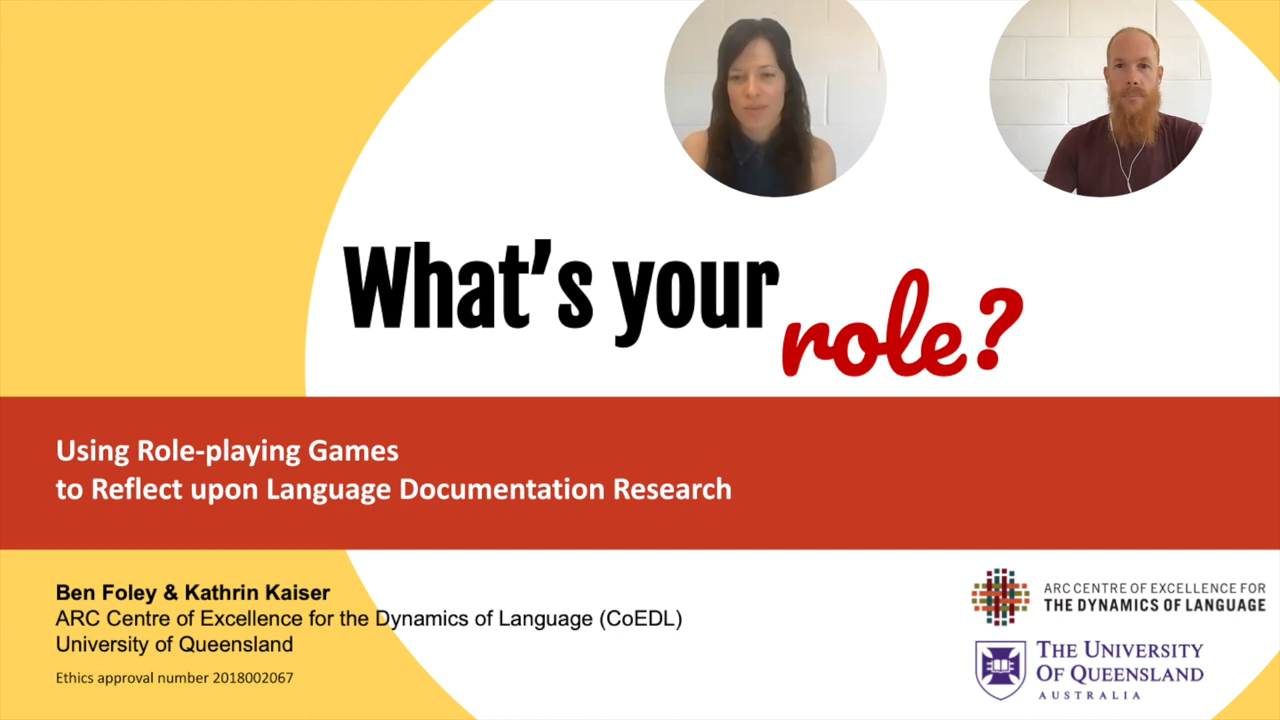 What's your role?
Using Role-playing Games
to Reflect upon Language Documentation Research
Ben Foley & Kathrin Kaiser
ARC Centre of Excellence for the Dynamics of Language (CoEDL)
University of Queensland
Ethics approval number 2018002067
ARC CENTRE OF EXCELLENCE FOR
THE DYNAMICS OF LANGUAGE
THE UNIVERSITY
OF QUEENSLAND
AUSTRALIA